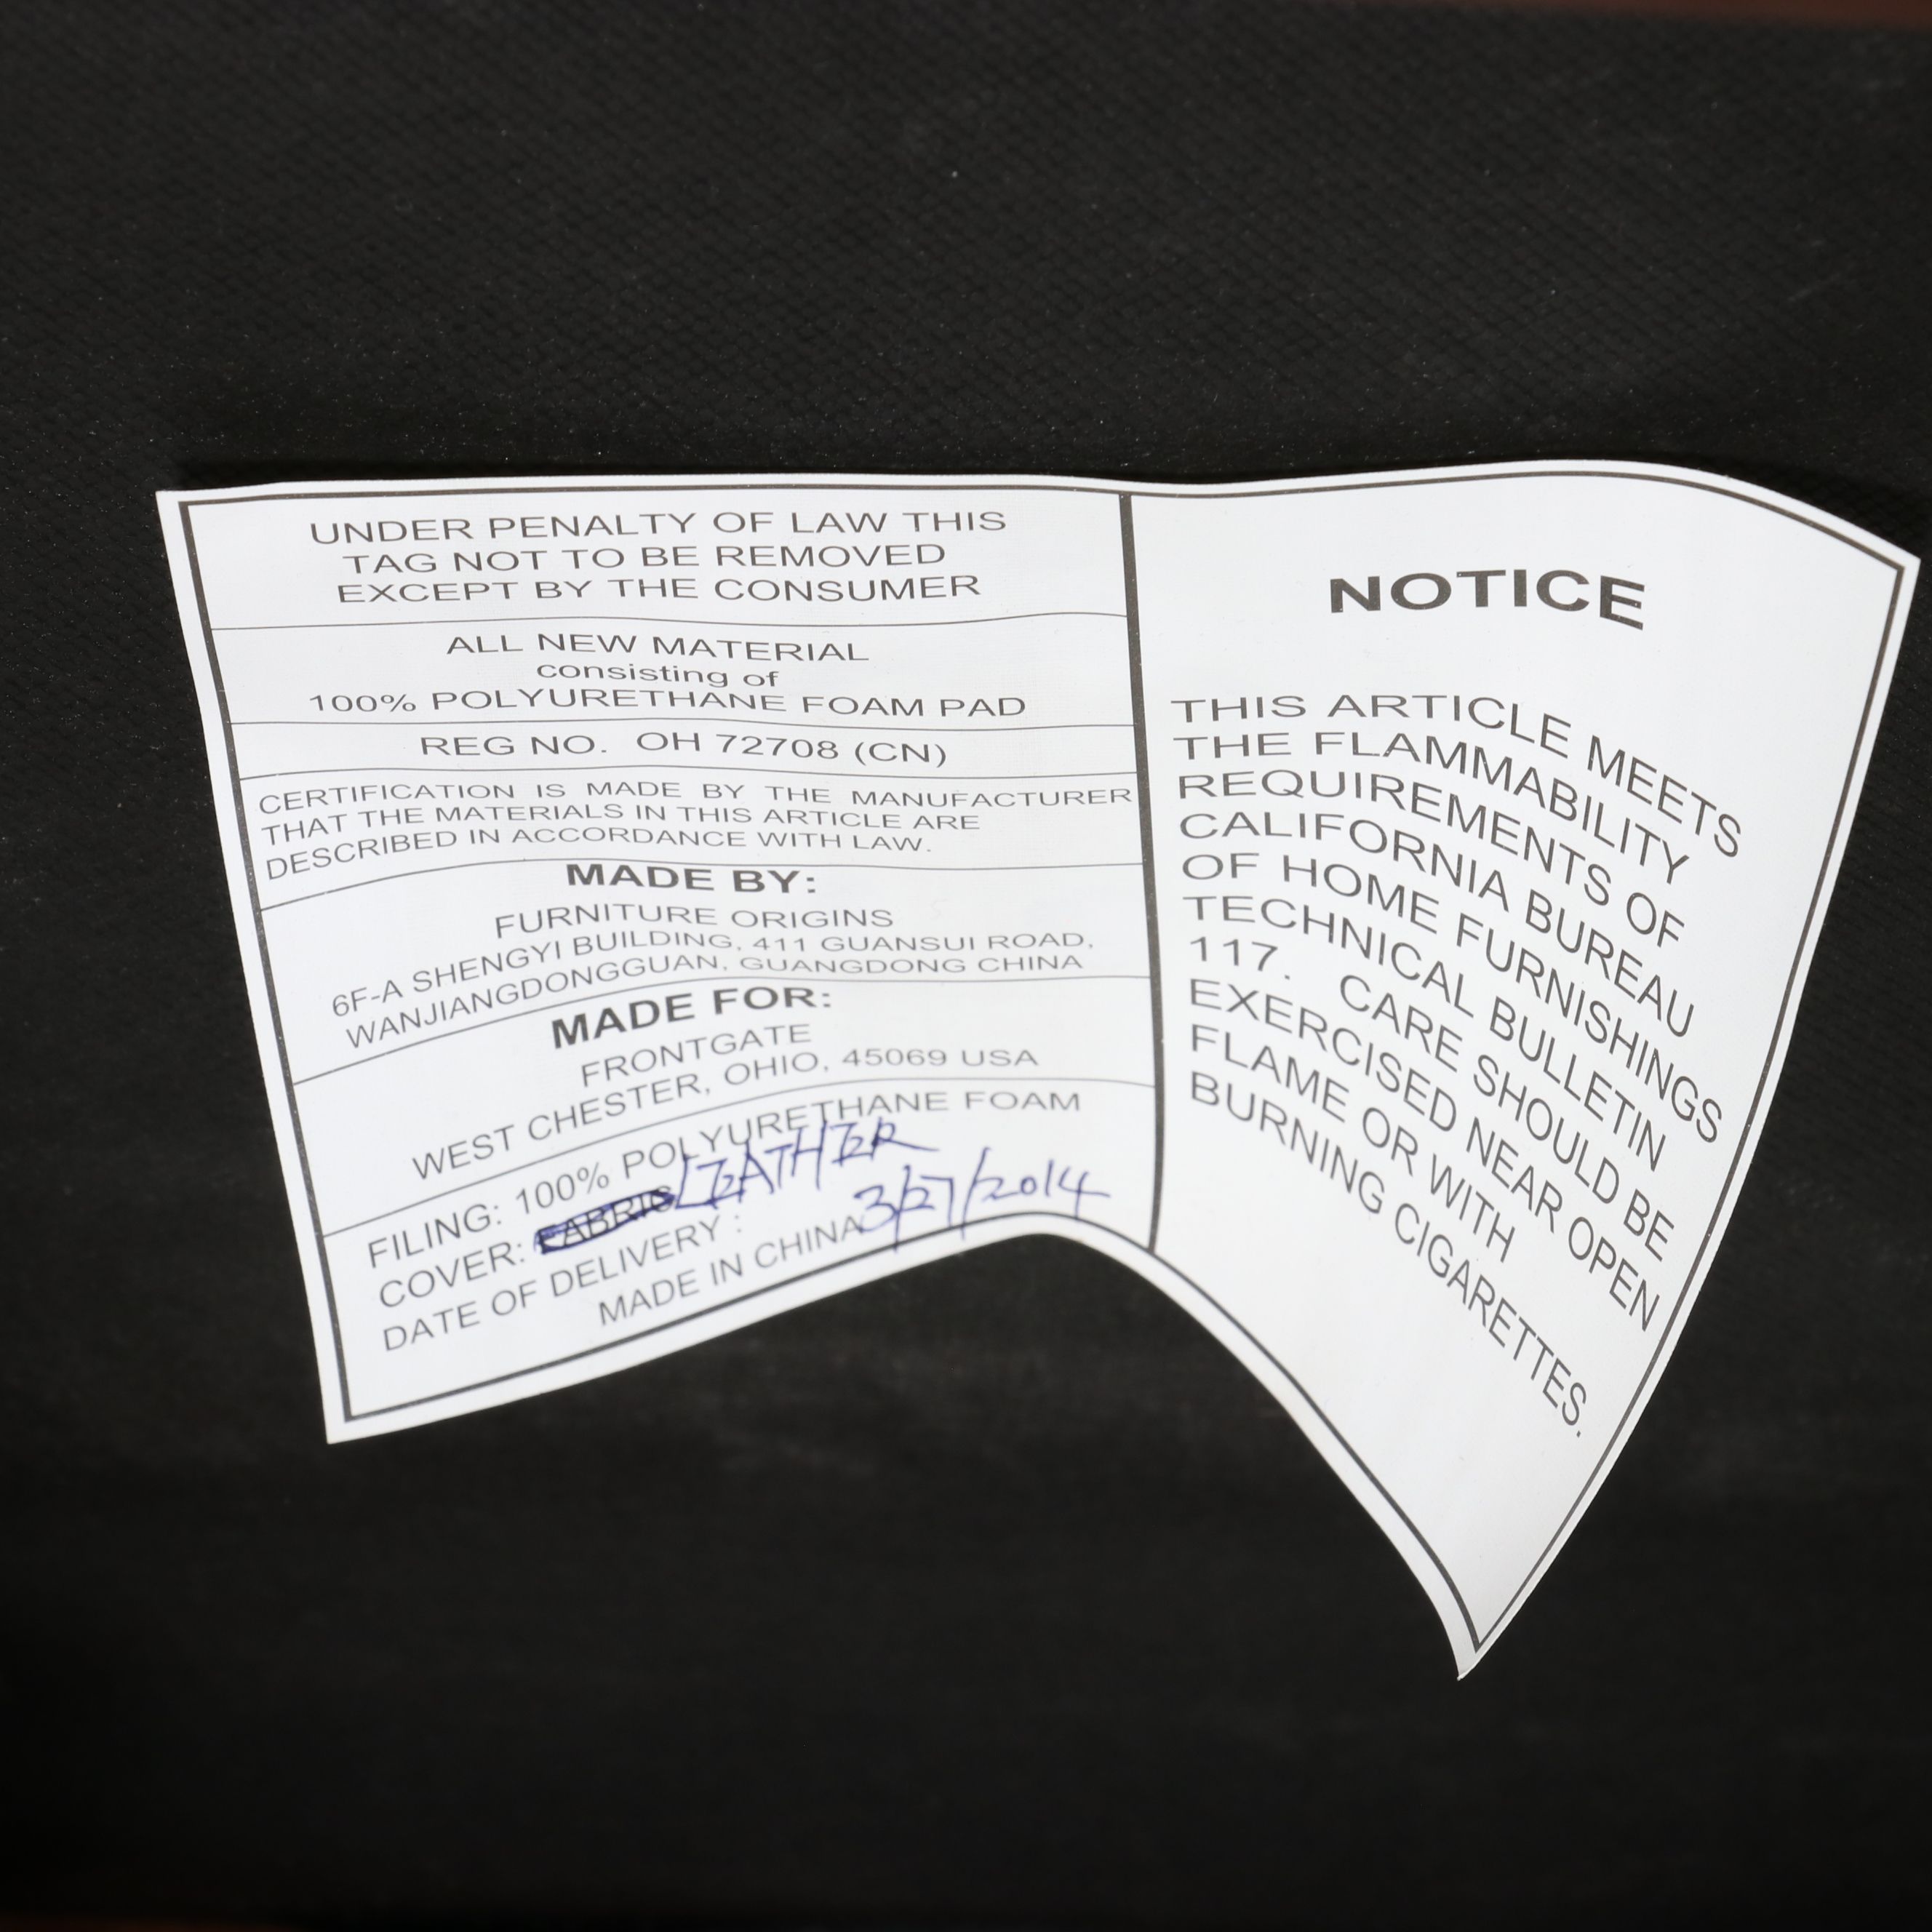 UNDER PENALTY OF LAW THIS
TAG NOT TO BE REMOVED
EXCEPT BY THE CONSUMER
ALL NEW MATERIAL
consisting of
100% POLYURETHANE FOAM PAD
REG NO. OH 72708 (CN)
CERTIFICATION IS MADE BY THE MANUFACTURER
THAT THE MATERIALS IN THIS ARTICLE ARE
DESCRIBED IN ACCORDANCE WITH LAW.
MADE BY:
FURNITURE ORIGINS
6F-A SHENGYI BUILDING, 411 GUANSUI ROAD,
WANJIANGDONGGUAN, GUANGDONG CHINA
MADE FOR:
FRONTGATE
WEST CHESTER, OHIO, 45069 USA
FILING: 100% POLYURETHANE FOAM
COVER: FABRIC LEATHER
DATE OF DELIVERY : 3/27/2014
MADE IN CHINA
NOTICE
THIS ARTICLE MEETS
THE FLAMMABILITY
REQUIREMENTS OF
CALIFORNIA BUREAU
OF HOME FURNISHINGS
TECHNICAL BULLETIN
117. CARE SHOULD BE
EXERCISED NEAR OPEN
FLAME OR WITH
BURNING CIGARETTES.